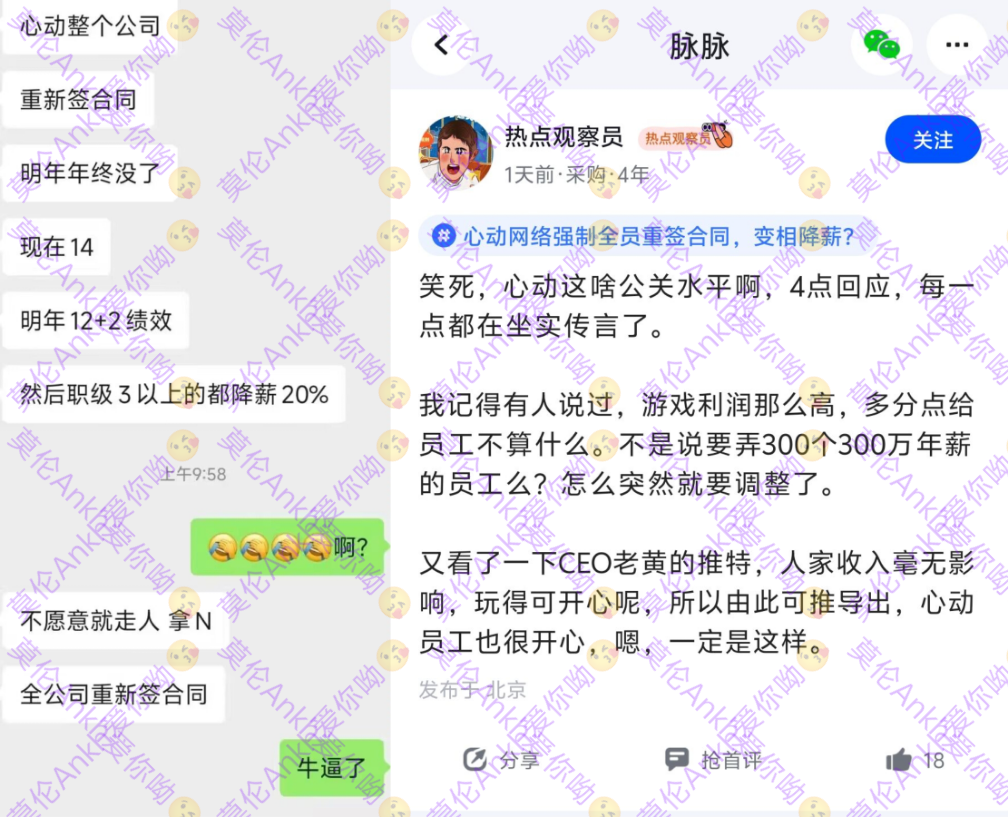 心动整个公司
重新签合同
明年年终没了
现在 14
明年 12+2 绩效
然后职级 3 以上的都降薪 20%
上午9:58
啊?
不愿意就走人 拿 N
全公司重新签合同
牛逼了
脉脉
热点观察员
热点观察员
关注
1天前·采购·4年
心动网络强制全员重签合同，变相降薪？
笑死，心动这啥公关水平啊，4点回应，每一
点都在坐实传言了。
我记得有人说过，游戏利润那么高，多分点给
员工不算什么。不是说要弄300个300万年薪
的员工么？怎么突然就要调整了。
又看了一下CEO老黄的推特，人家收入毫无影
响，玩得可开心呢，所以由此可推导出，心动
员工也很开心，嗯，一定是这样。
发布于 北京
分享
抢首评
18
莫伦Anko爱你呦